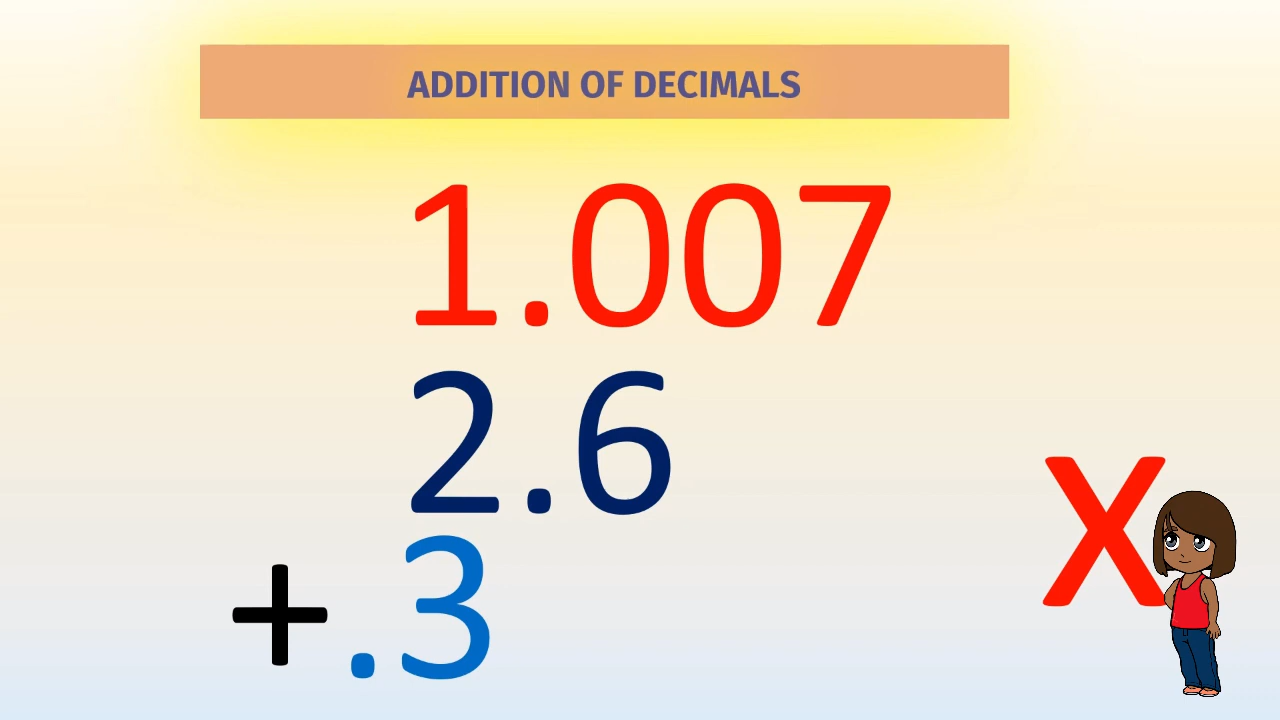 ADDITION OF DECIMALS
1.007
2.6
X
+ .3